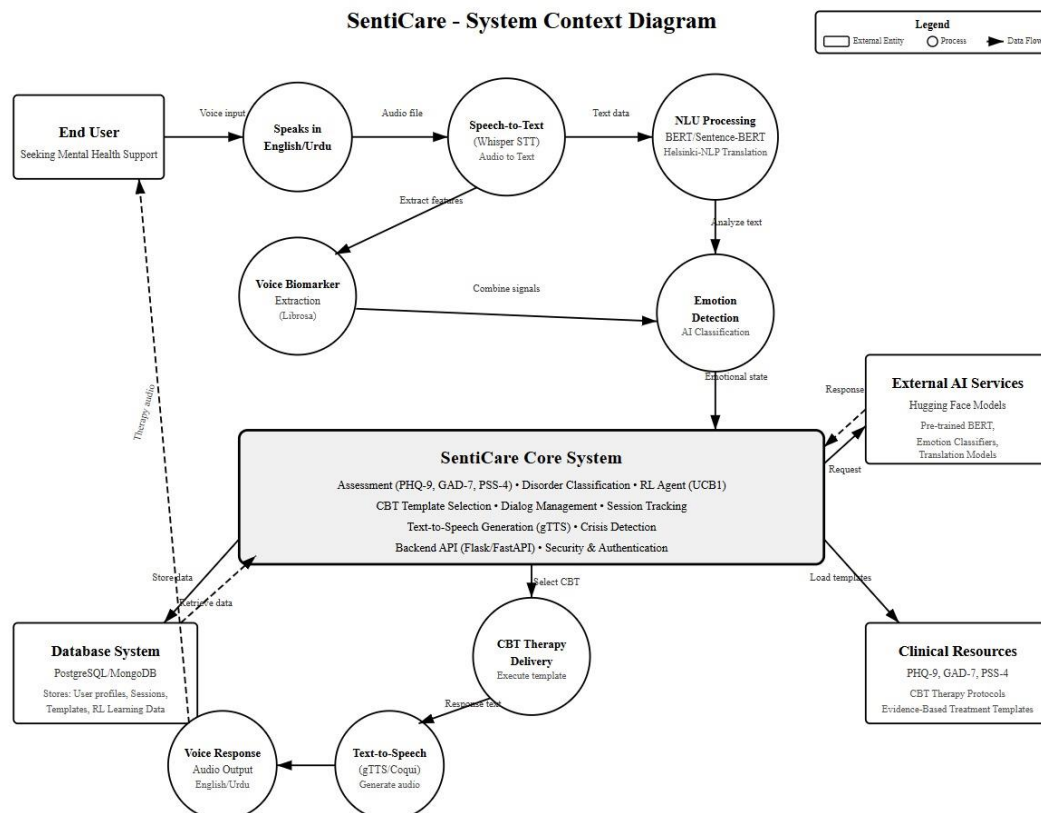 SentiCare - System Context Diagram
Legend
External Entity
Process
Data Flow
End User
Seeking Mental Health Support
Voice input
Speaks in
English/Urdu
Audio file
Speech-to-Text
(Whisper STT)
Audio to Text
Text data
NLU Processing
BERT/Sentence-BERT
Helsinki-NLP Translation
Extract features
Analyze text
Voice Biomarker
Extraction
(Librosa)
Combine signals
Emotion
Detection
AI Classification
Emotional state
Response
External AI Services
Hugging Face Models
Pre-trained BERT,
Emotion Classifiers,
Translation Models
Request
Therapy audio
SentiCare Core System
Assessment (PHQ-9, GAD-7, PSS-4) • Disorder Classification • RL Agent (UCB1)
CBT Template Selection • Dialog Management • Session Tracking
Text-to-Speech Generation (gTTS) • Crisis Detection
Backend API (Flask/FastAPI) • Security & Authentication
Store data
Retrieve data
Select CBT
Load templates
Database System
PostgreSQL/MongoDB
Stores: User profiles, Sessions,
Templates, RL Learning Data
CBT Therapy
Delivery
Execute template
Clinical Resources
PHQ-9, GAD-7, PSS-4
CBT Therapy Protocols
Evidence-Based Treatment Templates
Response text
Voice Response
Audio Output
English/Urdu
Text-to-Speech
(gTTS/Coqui)
Generate audio